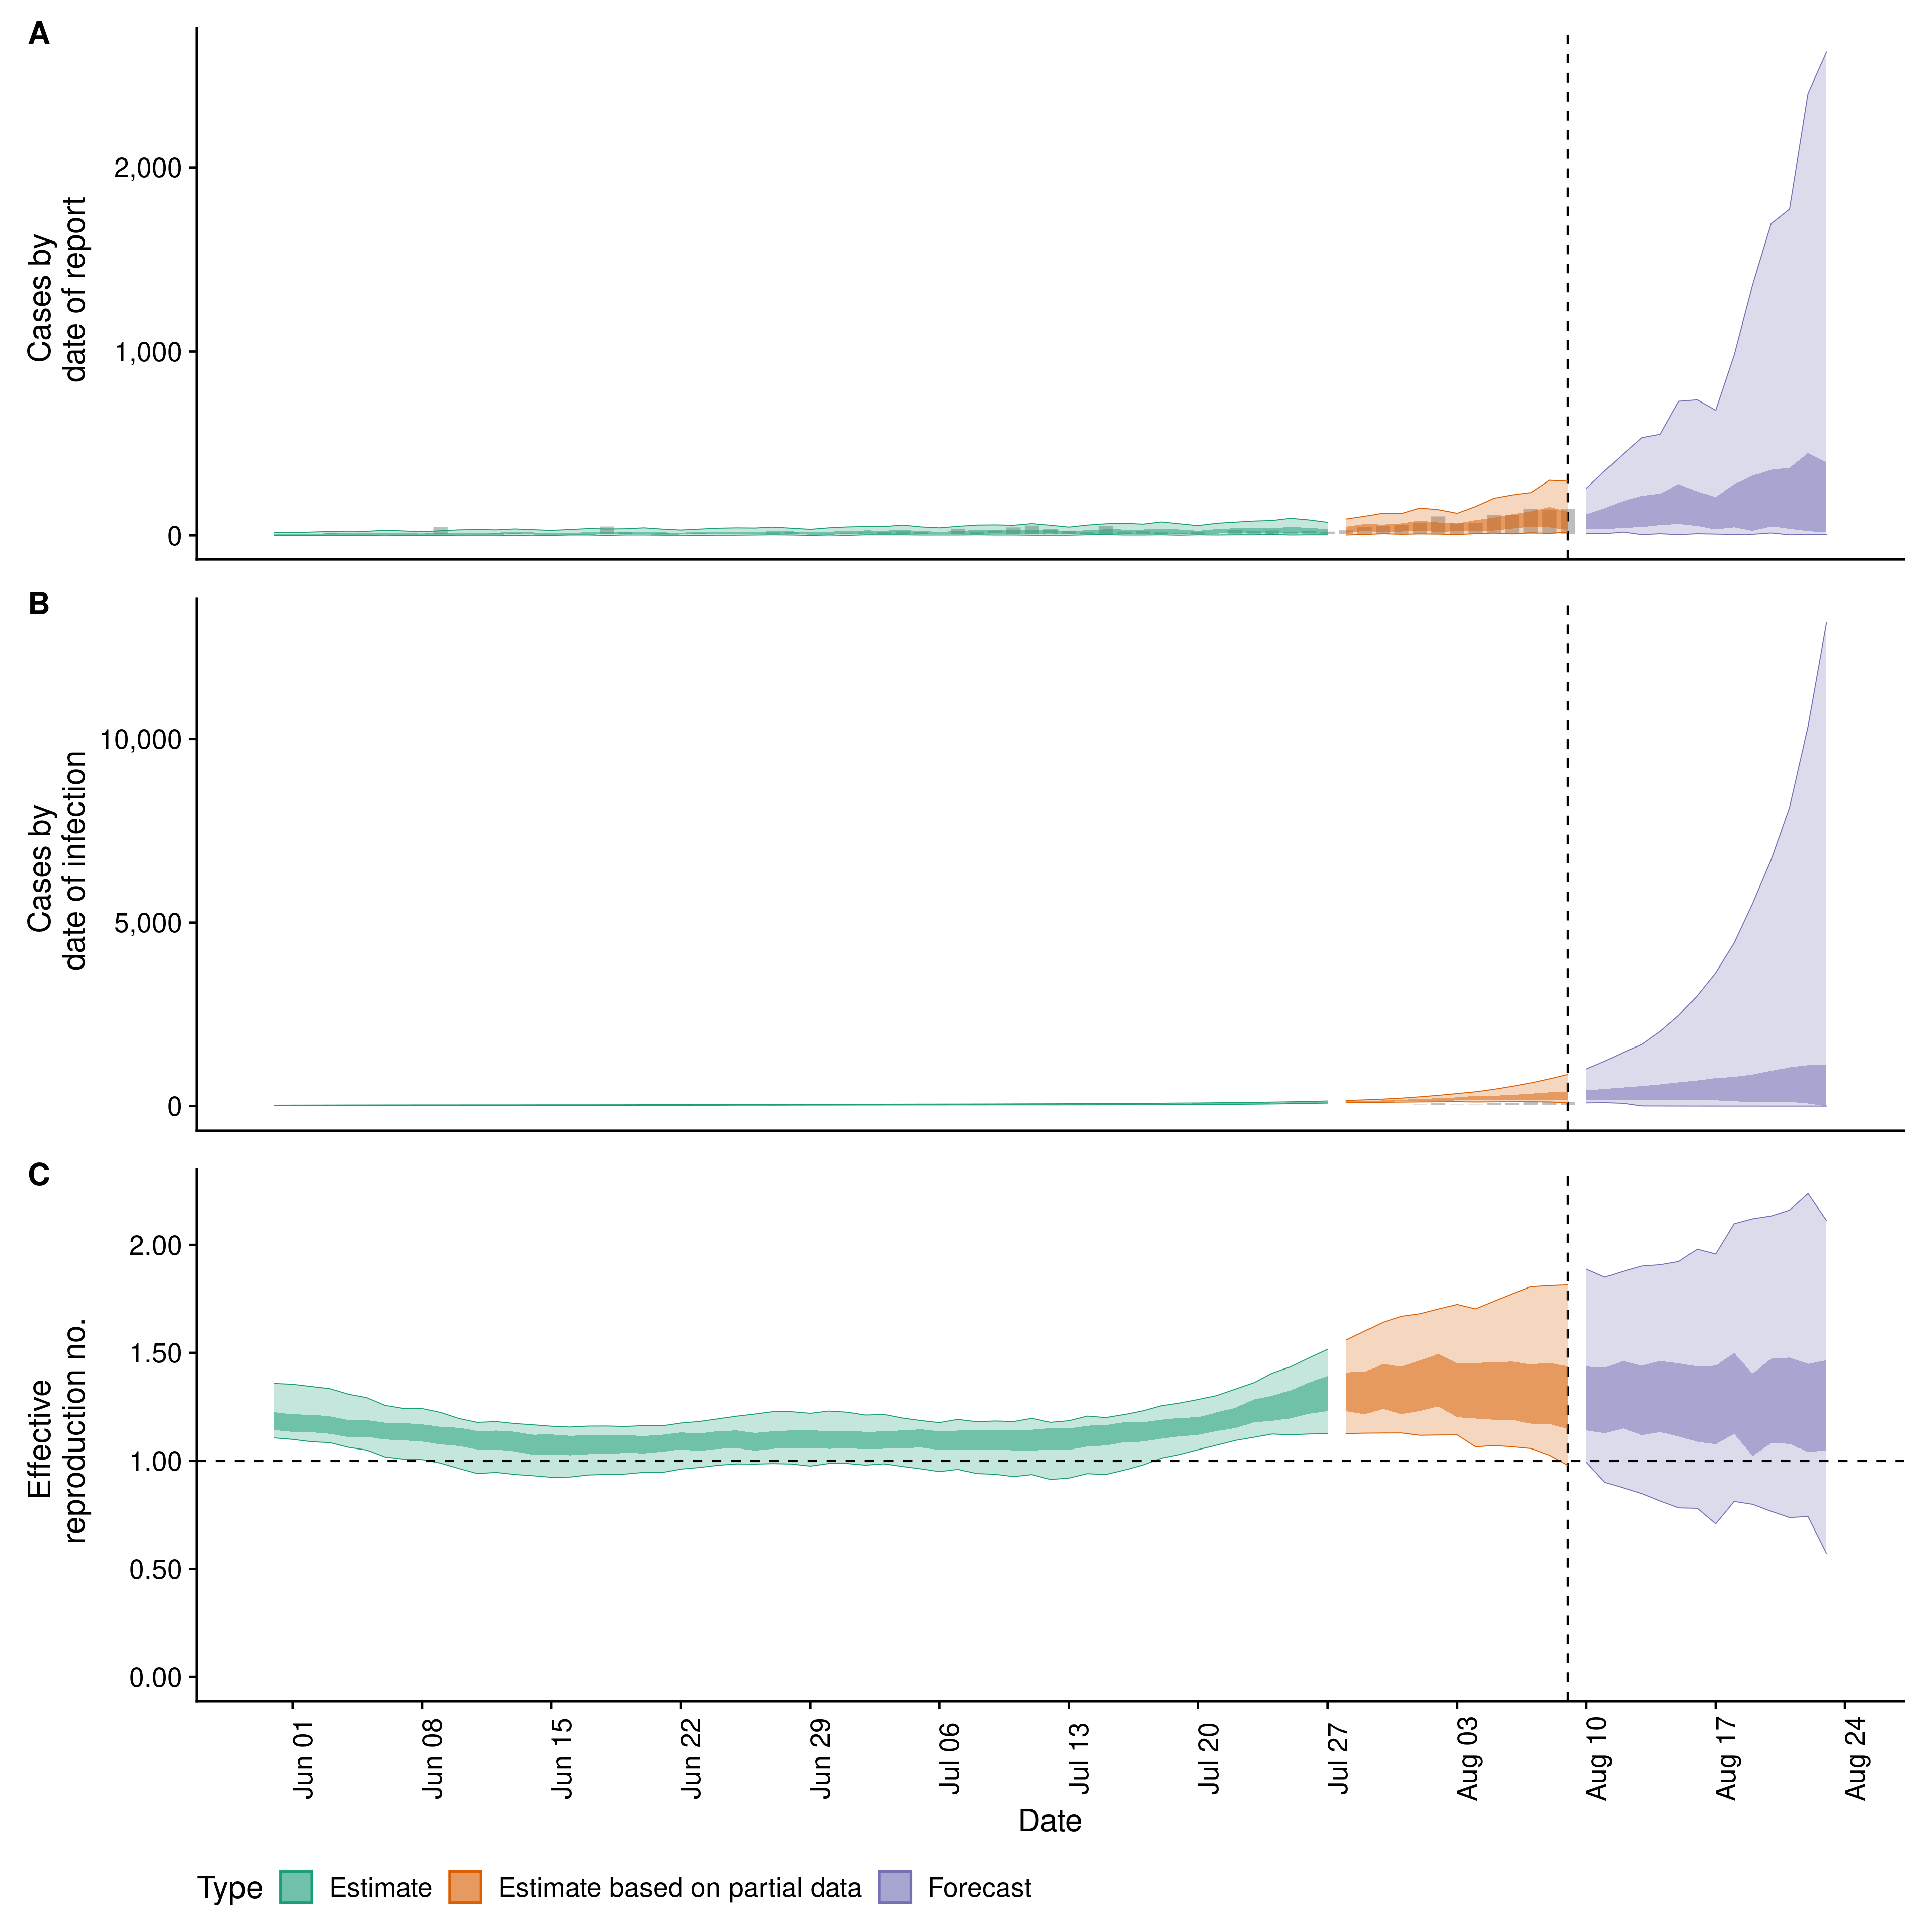 A
Cases by
date of report
2,000
1,000
0
B
Cases by
date of infection
10,000
5,000
0
C
Effective
reproduction no.
2.00
1.50
1.00
0.50
0.00
Jun 01
Jun 08
Jun 15
Jun 22
Jun 29
Jul 06
Jul 13
Jul 20
Jul 27
Aug 03
Aug 10
Aug 17
Aug 24
Date
Type Estimate Estimate based on partial data Forecast